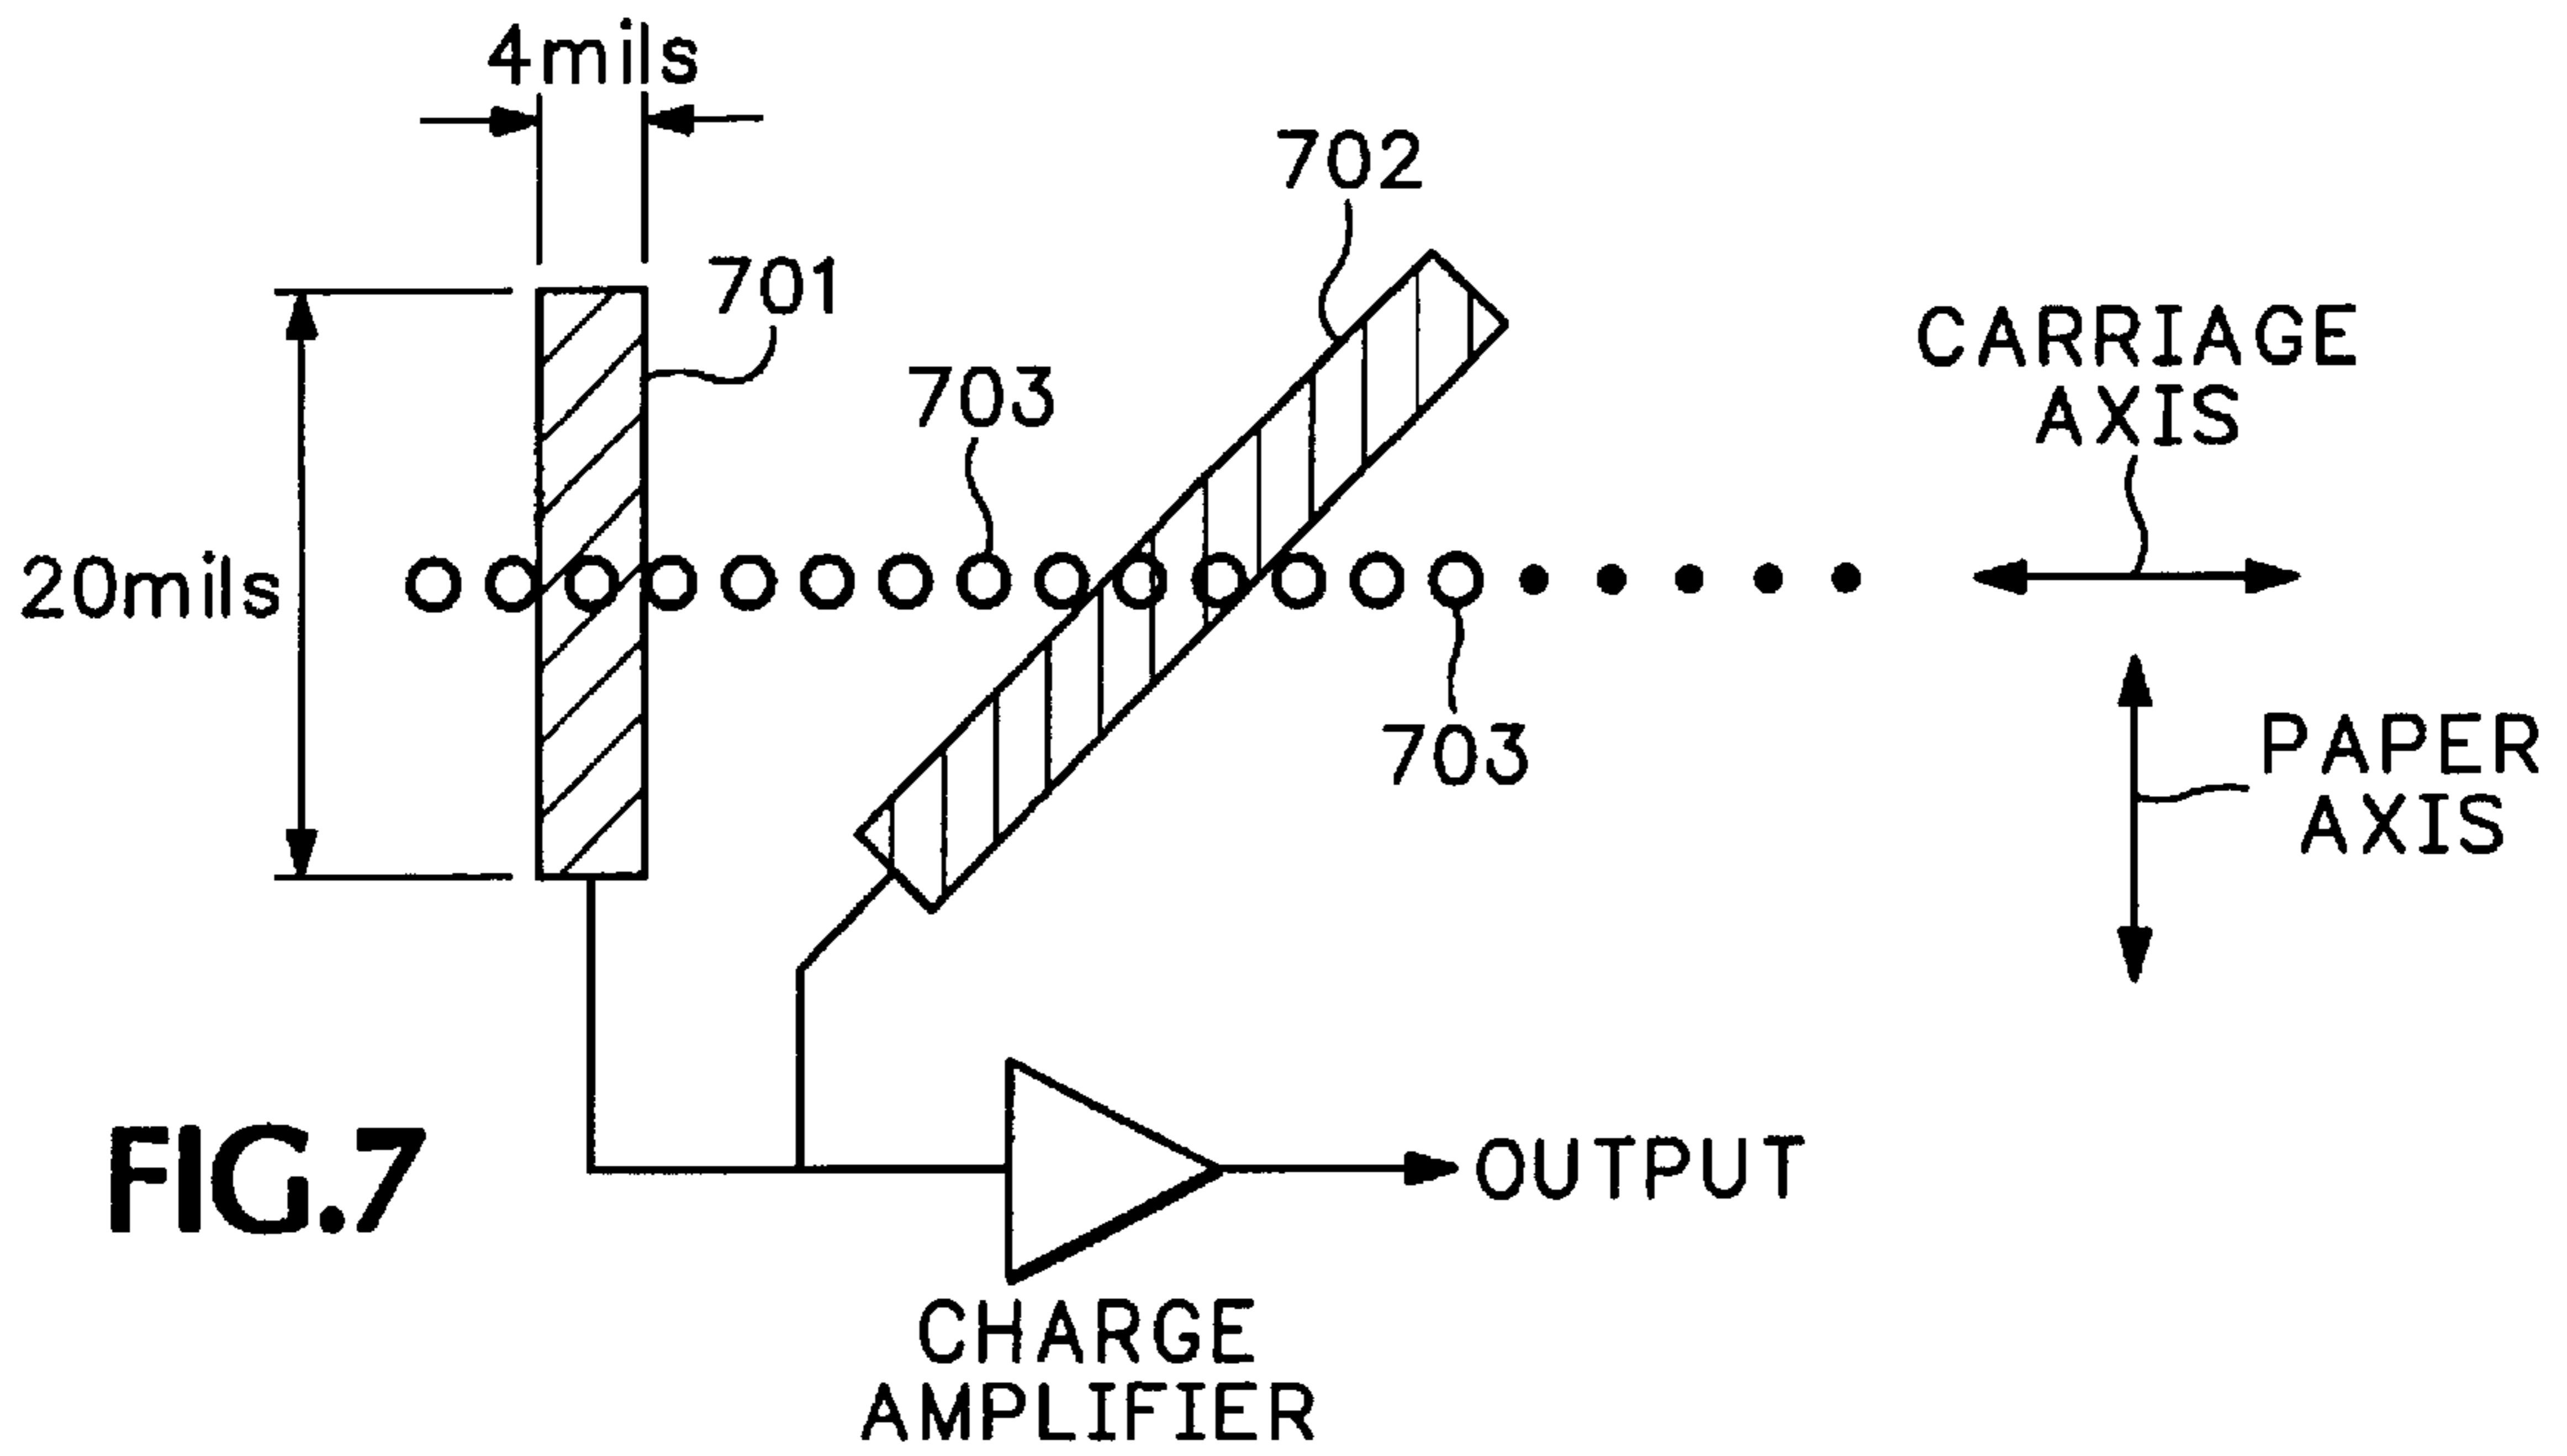 4mils
702
701
703
CARRIAGE
AXIS
20mils
703
PAPER
AXIS
OUTPUT
FIG.7
CHARGE
AMPLIFIER